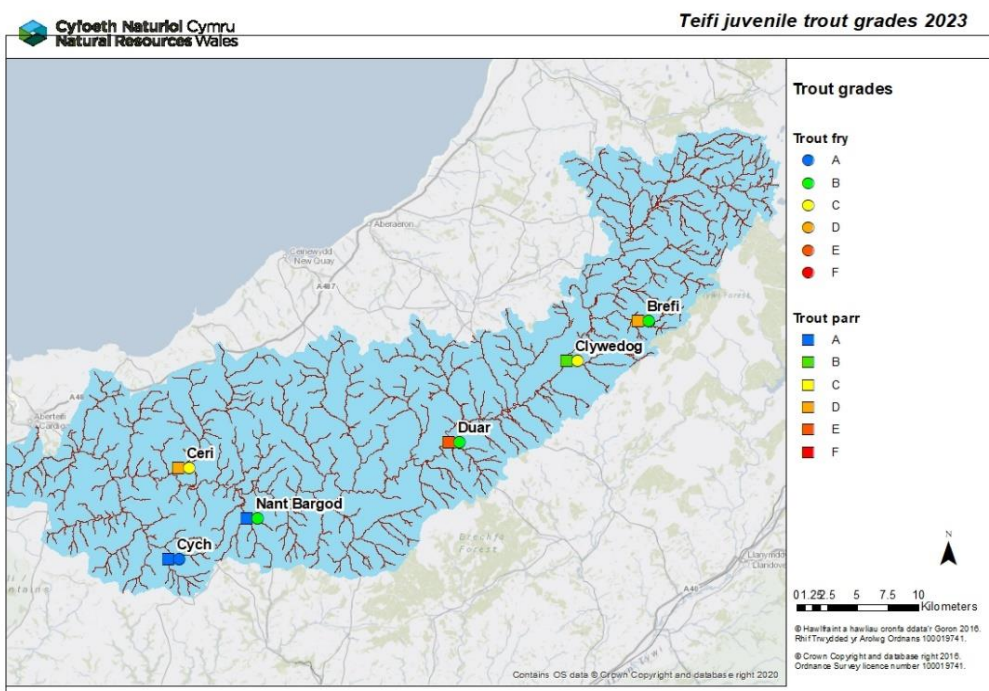 Cyfoeth Naturiol Cymru
Natural Resources Wales
Teifi juvenile trout grades 2023
Trout grades
Trout fry
A
B
C
D
E
F
Trout parr
A
B
C
D
E
F
Aberaeron
Ceinewydd
New Quay
A487
Brefi
Clywedog
Duar
Ceri
Nant Bargod
Cych
Aberteifi
Brechfa
Forest
A40
N
0 1.25 2.5 5 7.5 10
Kilometers
© Hawlfraint a hawliau cronfa ddata'r Goron 2016.
Rhif Trwydded yr Arolwg Ordnans 100019741.
© Crown Copyright and database right 2016.
Ordnance Survey licence number 100019741.
Contains OS data © Crown Copyright and database right 2020